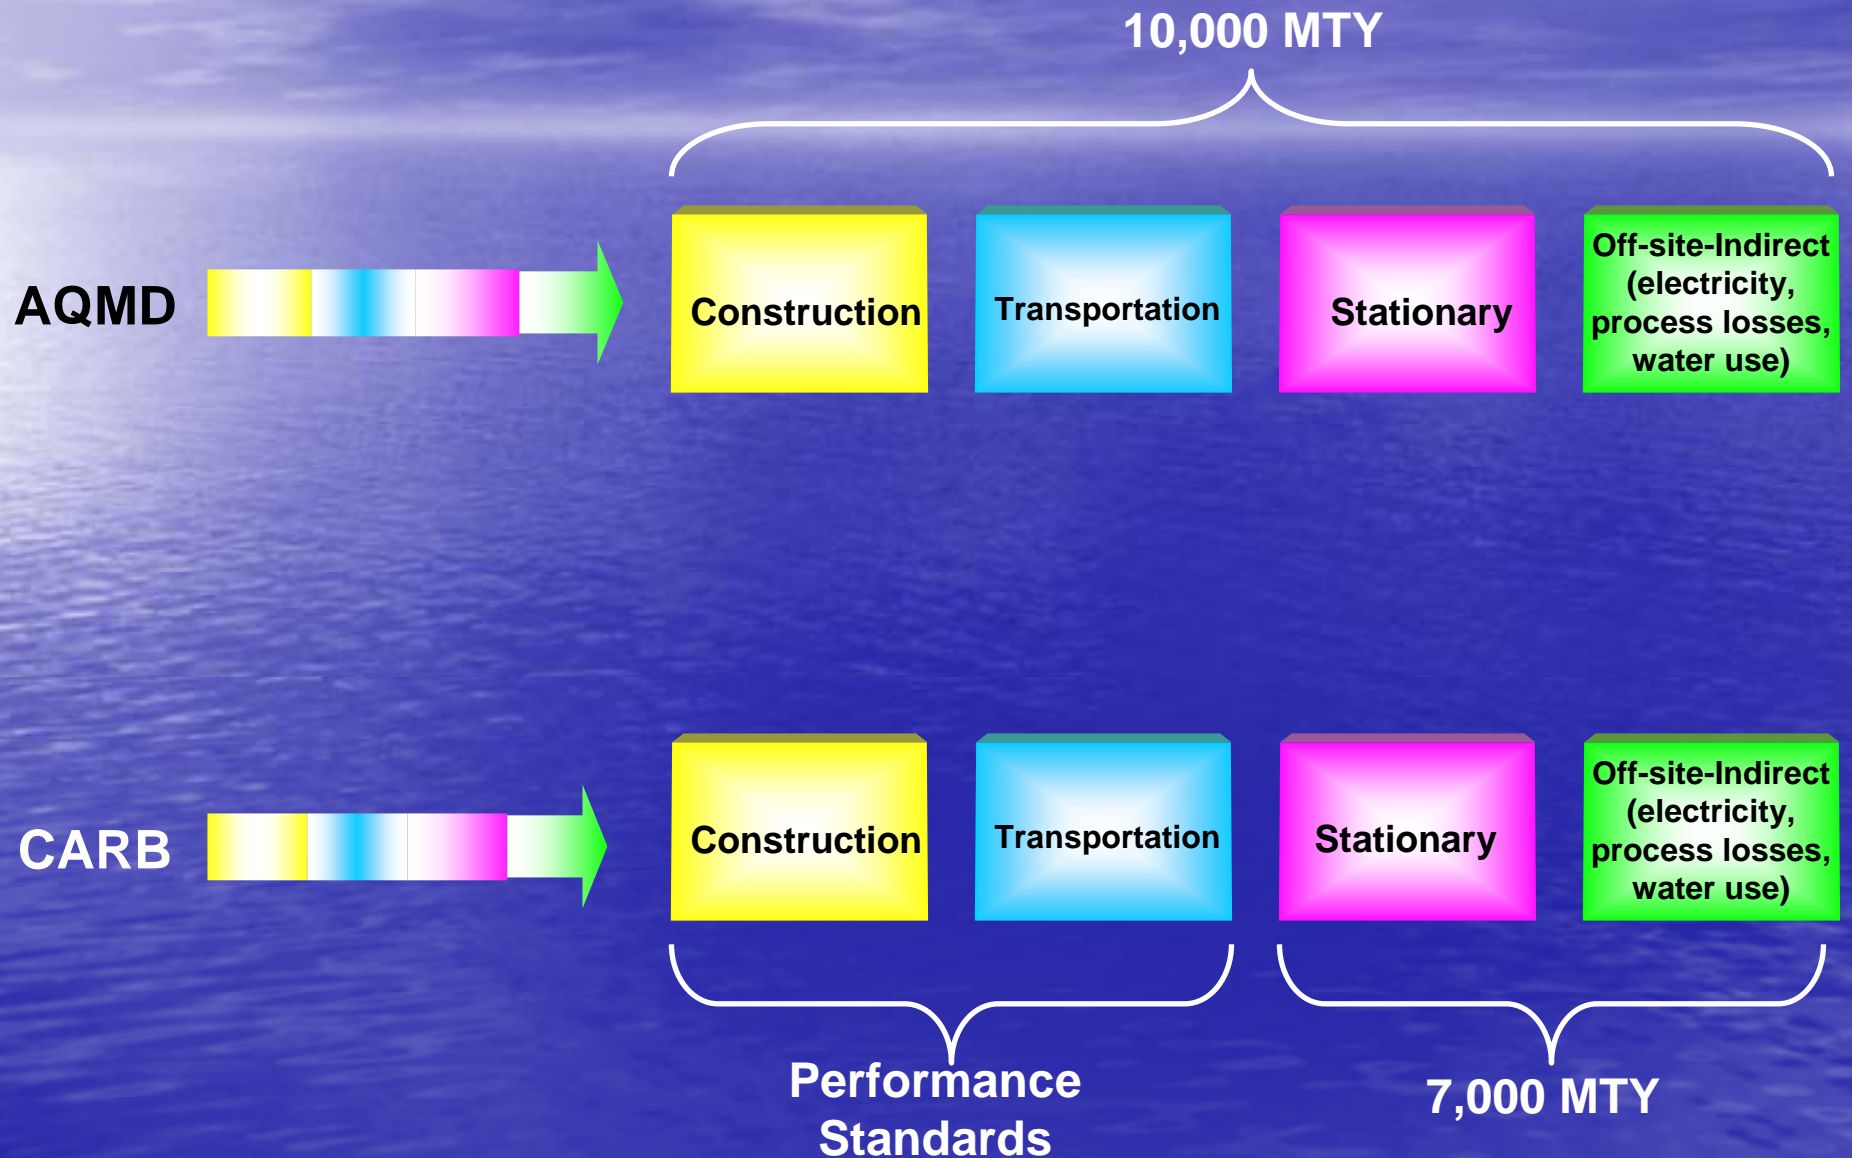 10,000 MTY
AQMD
Construction
Transportation
Stationary
Off-site-Indirect
(electricity,
process losses,
water use)
CARB
Construction
Transportation
Stationary
Off-site-Indirect
(electricity,
process losses,
water use)
Performance
Standards
7,000 MTY